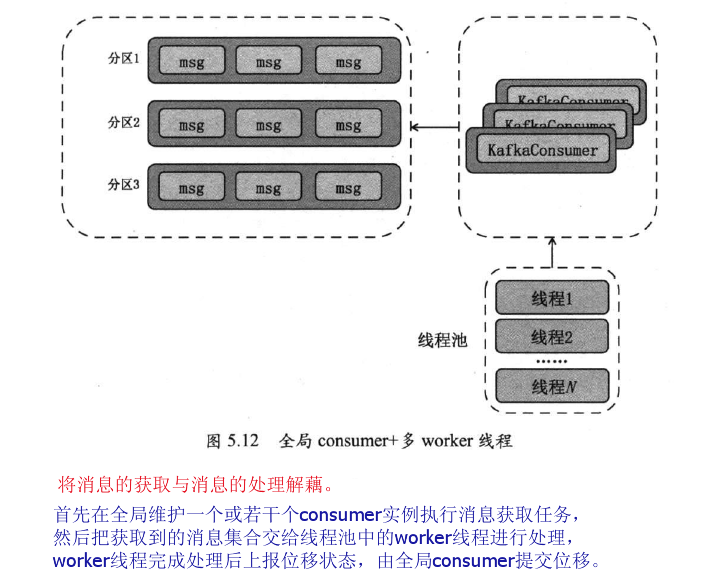 分区1
msg msg msg
分区2
msg msg msg
分区3
msg msg msg
KafkaConsumer
KafkaConsumer
KafkaConsumer
线程池
线程1
线程2
......
线程N
图 5.12 全局 consumer+多 worker 线程
将消息的获取与消息的处理解藕。
首先在全局维护一个或若干个consumer实例执行消息获取任务，
然后把获取到的消息集合交给线程池中的worker线程进行处理，
worker线程完成处理后上报位移状态，由全局consumer提交位移。